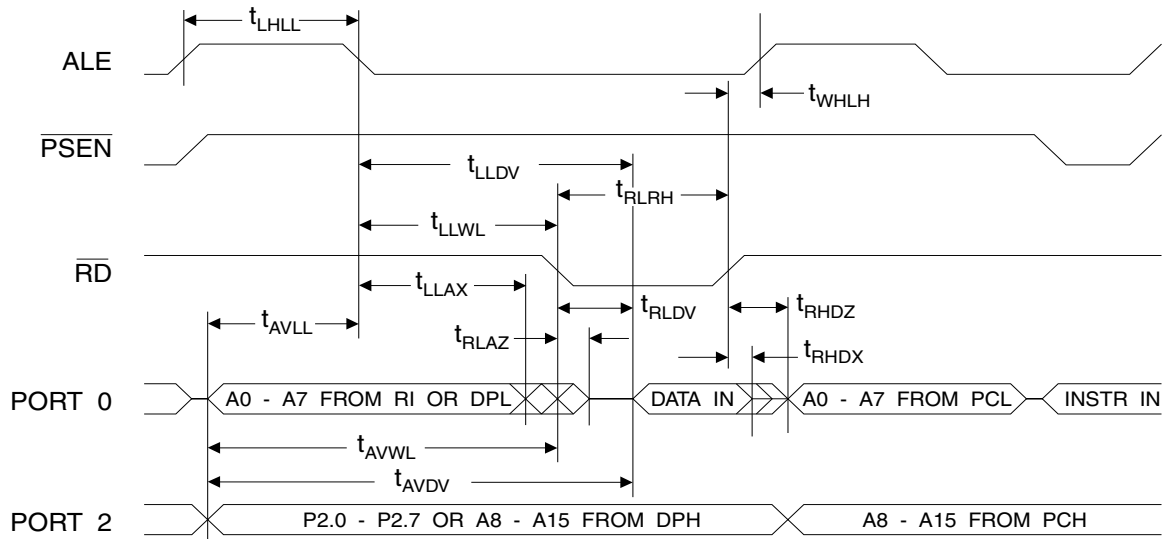 tLHLL
ALE
tWHLH
PSEN
tLLDV
tRLRH
tLLWL
RD
tLLAX
tRLDV
tRHDZ
tAVLL
tRLAZ
tRHDX
PORT 0
A0 - A7 FROM RI OR DPL
DATA IN
A0 - A7 FROM PCL
INSTR IN
tAVWL
tAVDV
PORT 2
P2.0 - P2.7 OR A8 - A15 FROM DPH
A8 - A15 FROM PCH